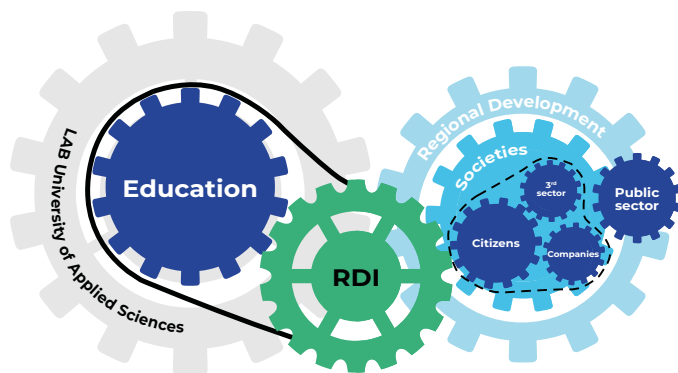 LAB University of Applied Sciences
Education
RDI
Regional Development
Societies
3rd
sector
Citizens
Companies
Public
sector